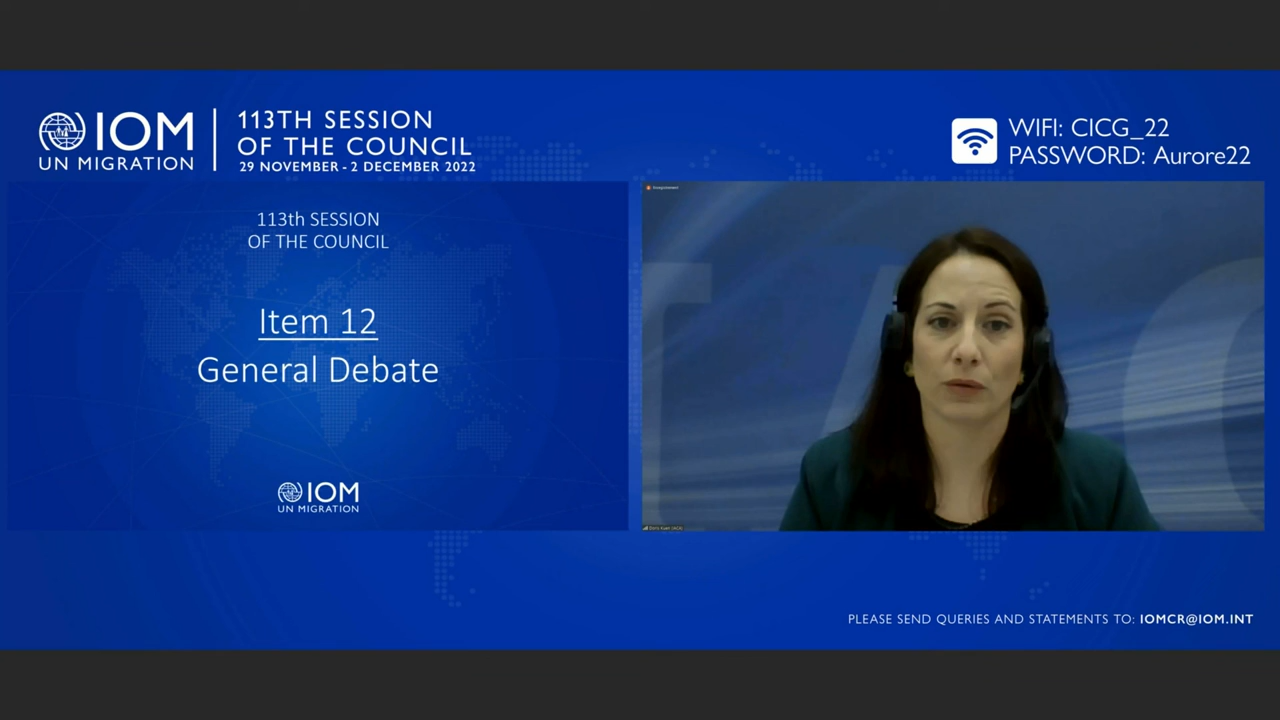 IOM
UN MIGRATION
113TH SESSION
OF THE COUNCIL
29 NOVEMBER - 2 DECEMBER 2022
WIFI: CICG_22
PASSWORD: Aurore22
113th SESSION
OF THE COUNCIL
Item 12
General Debate
IOM
UN MIGRATION
PLEASE SEND QUERIES AND STATEMENTS TO: IOMCR@IOM.INT